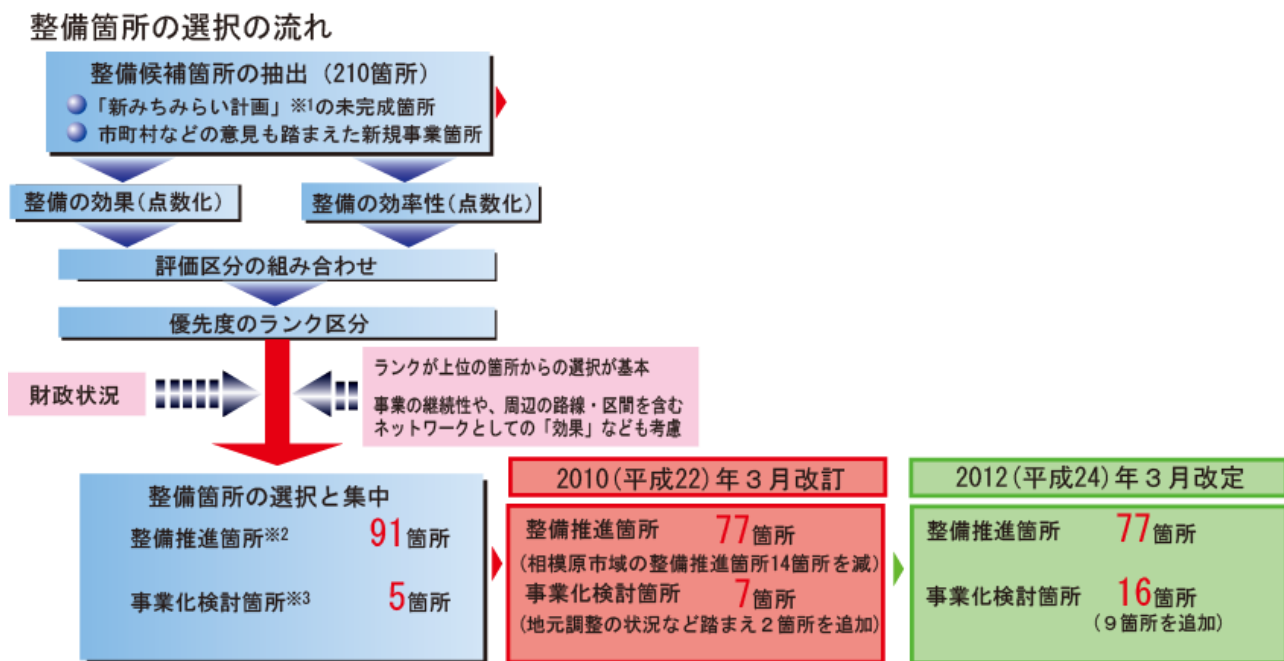 整備箇所の選択の流れ
整備候補箇所の抽出（210箇所）
「新みちみらい計画」※1の未完成箇所
市町村などの意見も踏まえた新規事業箇所
整備の効果(点数化)
整備の効率性(点数化)
評価区分の組み合わせ
優先度のランク区分
財政状況
ランクが上位の箇所からの選択が基本
事業の継続性や、周辺の路線・区間を含む
ネットワークとしての「効果」なども考慮
整備箇所の選択と集中
整備推進箇所※2 91箇所
事業化検討箇所※3 5箇所
2010(平成22)年３月改訂
整備推進箇所 77箇所
(相模原市域の整備推進箇所14箇所を減)
事業化検討箇所 7箇所
(地元調整の状況など踏まえ２箇所を追加)
2012(平成24)年３月改定
整備推進箇所 77箇所
事業化検討箇所 16箇所
(９箇所を追加)